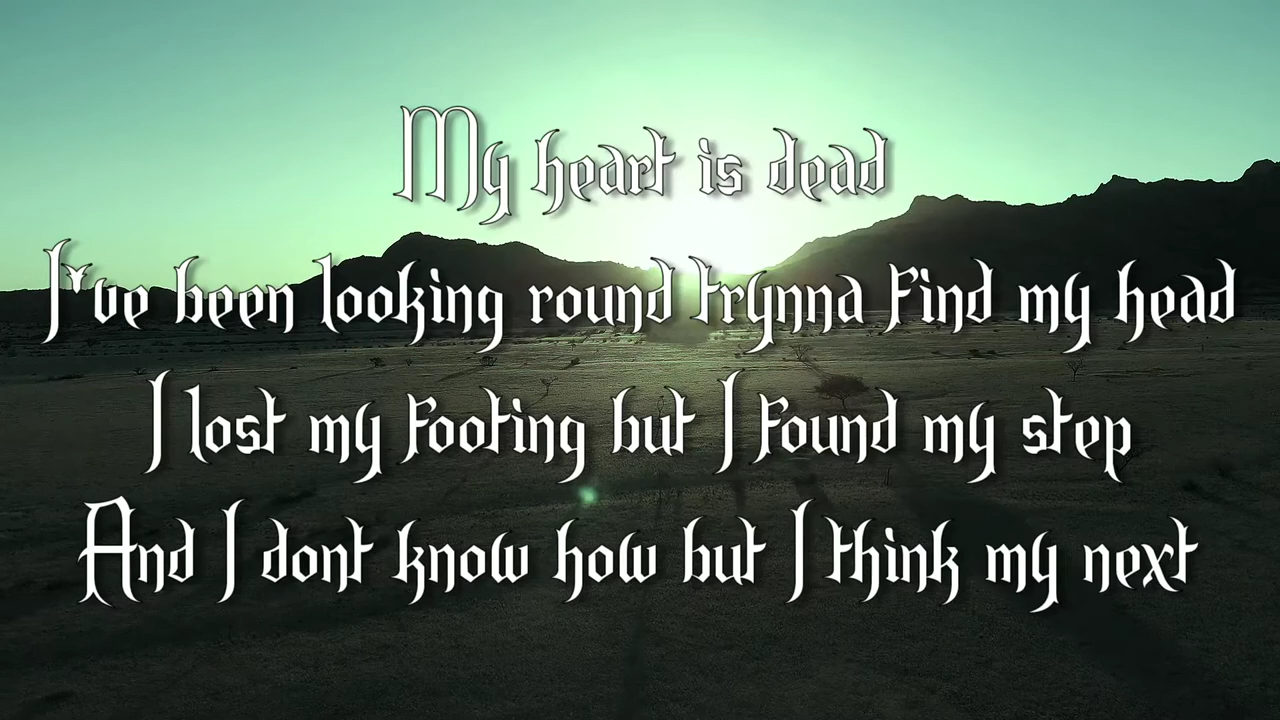 My heart is dead
I've been looking round trynna find my head
I lost my footing but I found my step
And I dont know how but I think my next